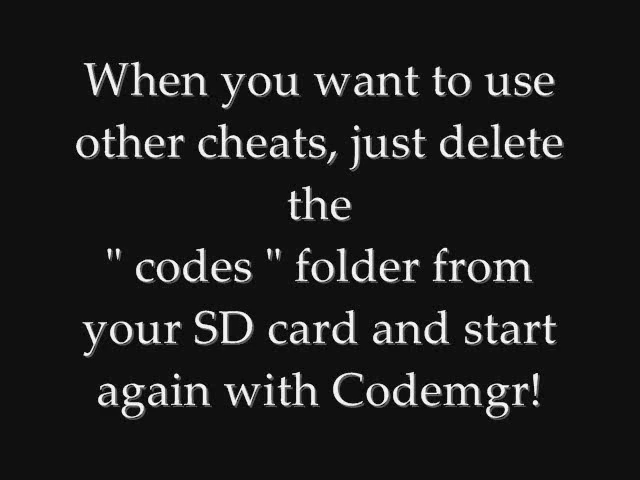 When you want to use
other cheats, just delete
the
" codes " folder from
your SD card and start
again with Codemgr!